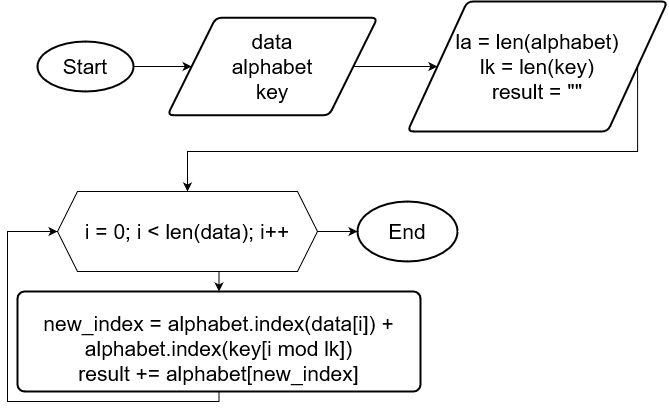 Start
data
alphabet
key
la = len(alphabet)
lk = len(key)
result = ""
i = 0; i < len(data); i++
End
new_index = alphabet.index(data[i]) +
alphabet.index(key[i mod lk])
result += alphabet[new_index]